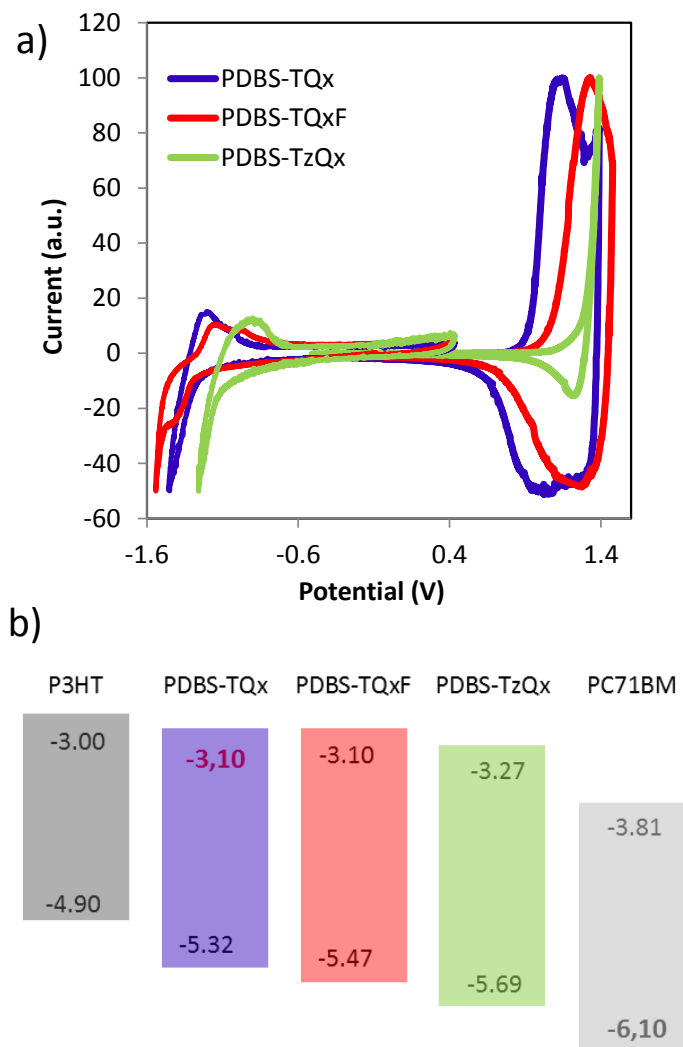 a)
120
100
80
60
40
20
0
-20
-40
-60
Current (a.u.)
PDBS-TQx
PDBS-TQxF
PDBS-TzQx
-1.6 -0.6 0.4 1.4
Potential (V)
b)
P3HT PDBS-TQx PDBS-TQxF PDBS-TzQx PC71BM
-3.00 -3,10 -3.10 -3.27 -3.81
-4.90 -5.32 -5.47 -5.69 -6,10